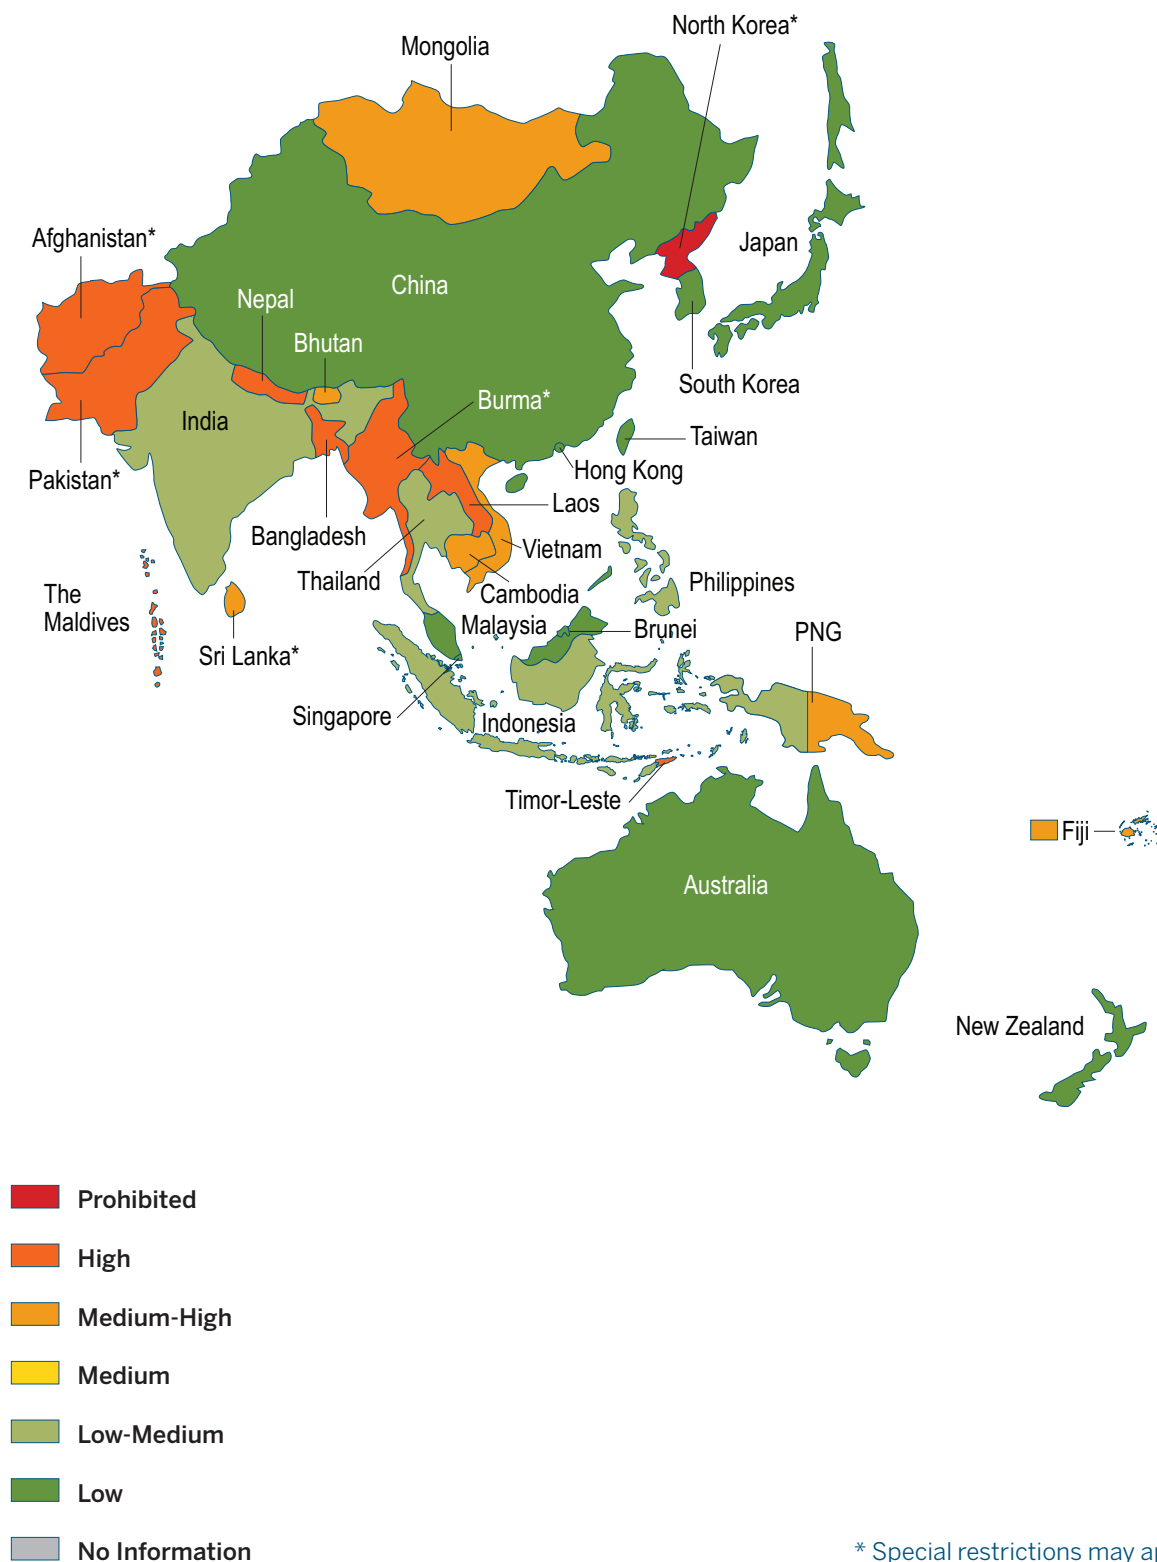 North Korea*
Mongolia
Afghanistan*
Japan
China
Nepal
Bhutan
South Korea
Burma*
India
Taiwan
Hong Kong
Pakistan*
Laos
Bangladesh
Vietnam
Thailand
Philippines
The
Maldives
Cambodia
Malaysia
Brunei
PNG
Sri Lanka*
Singapore
Indonesia
Timor-Leste
Fiji
Australia
New Zealand
Prohibited
High
Medium-High
Medium
Low-Medium
Low
No Information
* Special restrictions may